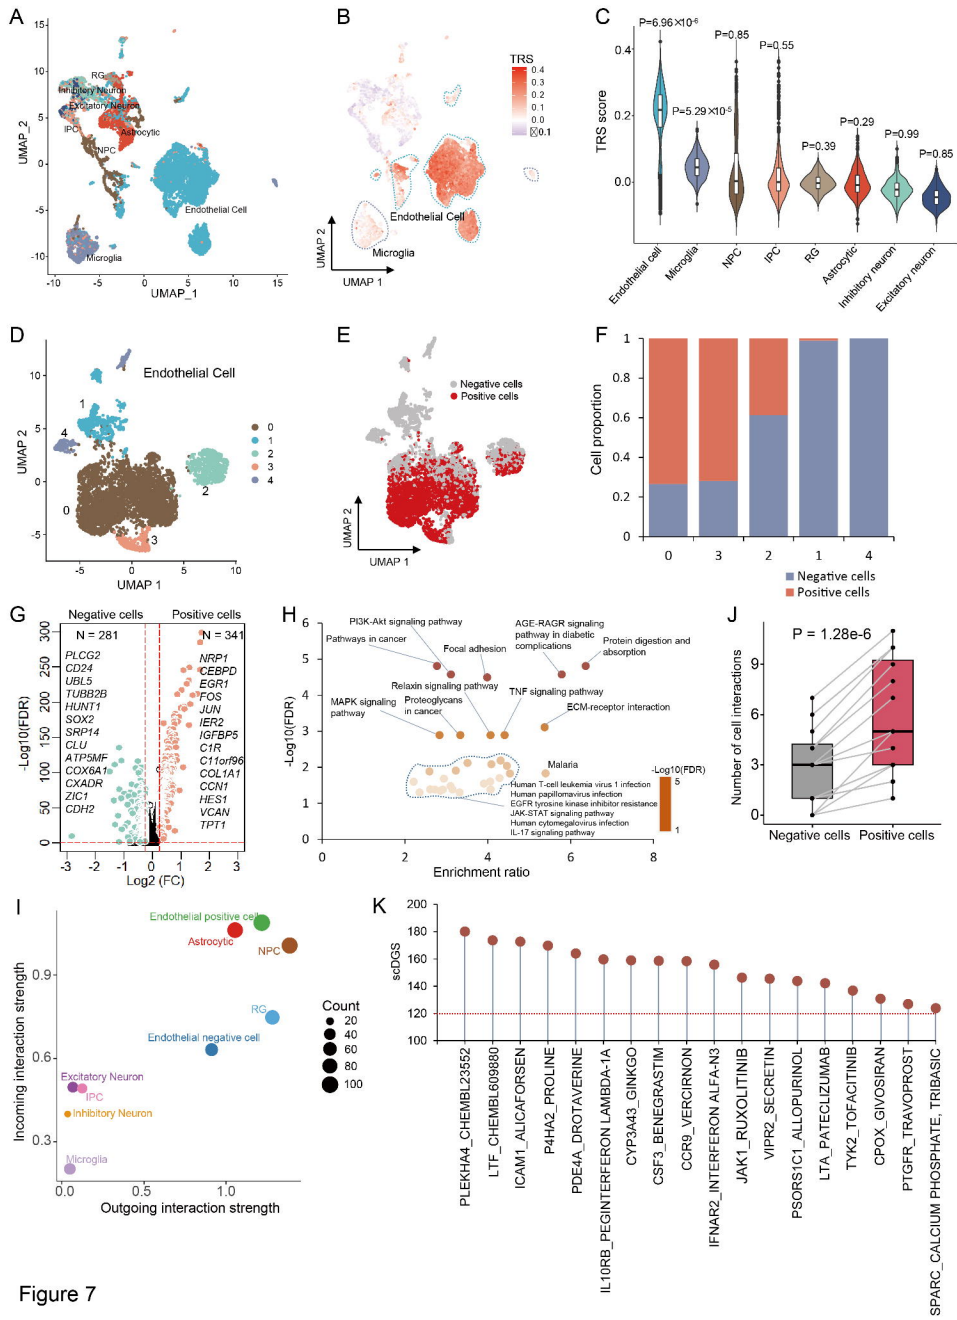 A
15
10
5
0
-5
-10
UMAP_2
RG
Inhibitory Neuron
Excitatory Neuron
IPC
Astrocytic
NPC
Endothelial Cell
Microglia
-10
-5
0
5
10
15
UMAP_1
B
TRS
0.4
0.3
0.2
0.1
0.0
0.1
Endothelial Cell
Microglia
UMAP 2
UMAP 1
C
P=6.96×10-6
P=0.85
P=0.55
P=5.29×10-5
P=0.39
P=0.29
P=0.99
P=0.85
0.4
0.2
0.0
TRS score
Endothelial cell
Microglia
NPC
IPC
RG
Astrocytic
Inhibitory neuron
Excitatory neuron
D
Endothelial Cell
10
5
0
-5
UMAP 2
1
4
0
2
3
0
1
2
3
4
-5
0
5
10
UMAP 1
E
Negative cells
Positive cells
UMAP 2
UMAP 1
F
1
0.8
0.6
0.4
0.2
0
Cell proportion
0
3
2
1
4
Negative cells
Positive cells
G
Negative cells
Positive cells
N = 281
N = 341
300
250
200
150
100
50
0
-Log10(FDR)
PLCG2
CD24
UBL5
TUBB2B
HUNT1
SOX2
SRP14
CLU
ATP5MF
COX6A1
CXADR
ZIC1
CDH2
NRP1
CEBPD
EGR1
FOS
JUN
IER2
IGFBP5
C1R
C11orf96
COL1A1
CCN1
HES1
VCAN
TPT1
-3
-2
-1
0
1
2
3
Log2 (FC)
H
6
5
4
3
2
1
0
-Log10(FDR)
PI3K-Akt signaling pathway
Pathways in cancer
Focal adhesion
AGE-RAGR signaling
pathway in diabetic
complications
Protein digestion and
absorption
Relaxin signaling pathway
MAPK signaling
pathway
Proteoglycans
in cancer
TNF signaling pathway
ECM-receptor interaction
Malaria
Human T-cell leukemia virus 1 infection
Human papillomavirus infection
EGFR tyrosine kinase inhibitor resistance
JAK-STAT signaling pathway
Human cytomegalovirus infection
IL-17 signaling pathway
-Log10(FDR)
5
1
0
2
4
6
8
Enrichment ratio
J
P = 1.28e-6
9
6
3
0
Number of cell interactions
Negative cells
Positive cells
I
0.9
0.6
0.3
Incoming interaction strength
Endothelial positive cell
Astrocytic
NPC
RG
Endothelial negative cell
Excitatory Neuron
IPC
Inhibitory Neuron
Microglia
0.0
0.5
1.0
Outgoing interaction strength
Count
20
40
60
80
100
K
200
180
160
140
120
100
scDGS
PLEKHA4_CHEMBL23552
LTF_CHEMBL609880
ICAM1_ALICAFORSEN
P4HA2_PROLINE
PDE4A_DROTAVERINE
IL10RB_PEGINTERFERON LAMBDA-1A
CYP3A43_GINKGO
CSF3_BENEGRASTIM
CCR9_VERCIRNON
IFNAR2_INTERFERON ALFA-N3
JAK1_RUXOLITINIB
VIPR2_SECRETIN
PSORS1C1_ALLOPURINOL
LTA_PATECLIZUMAB
TYK2_TOFACITINIB
CPOX_GIVOSIRAN
PTGFR_TRAVOPROST
SPARC_CALCIUM PHOSPHATE, TRIBASIC
Figure 7